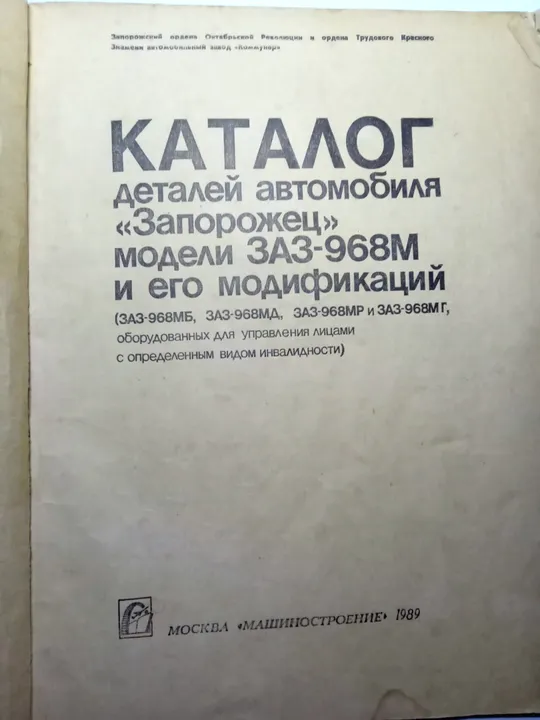 Запорожский ордена Октябрьской Революции и ордена Трудового Красного
Знамени автомобильный завод «Коммунар»
КАТАЛОГ
деталей автомобиля
«Запорожец»
модели ЗАЗ-968М
и его модификаций
(ЗАЗ-968МБ, ЗАЗ-968МД, ЗАЗ-968МР и ЗАЗ-968МГ,
оборудованных для управления лицами
с определенным видом инвалидности)
МОСКВА «МАШИНОСТРОЕНИЕ» 1989